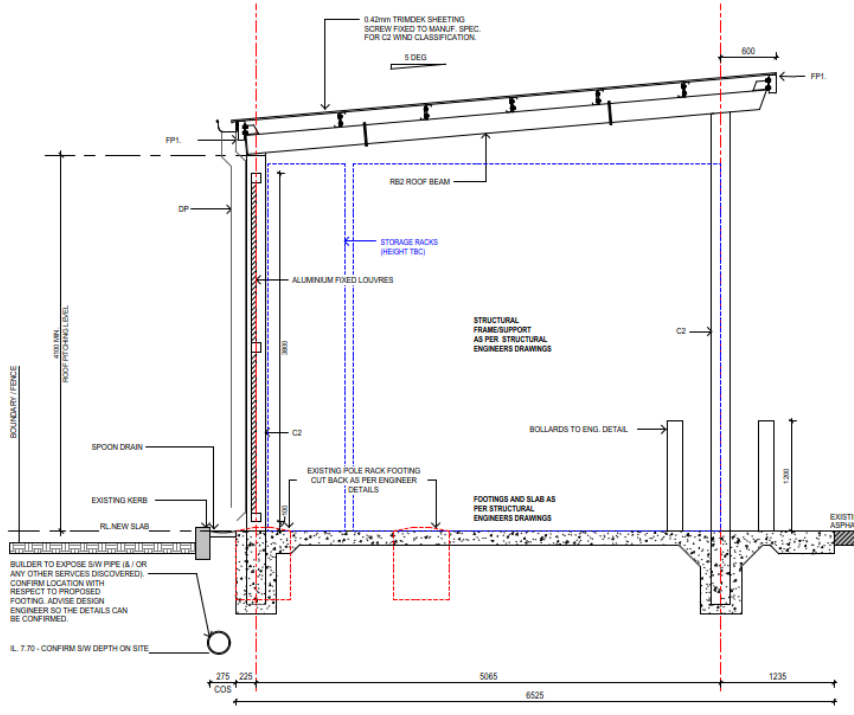 0.42mm TRIMDEK SHEETING
SCREW FIXED TO MANUF. SPEC.
FOR C2 WIND CLASSIFICATION.
5 DEG
600
FP1.
FP1.
RB2 ROOF BEAM
DP
STORAGE RACKS
(HEIGHT TBC)
ALUMINIUM FIXED LOUVRES
4100 MIN.
ROOF PITCHING LEVEL
3800
STRUCTURAL
FRAME/SUPPORT
AS PER STRUCTURAL
ENGINEERS DRAWINGS
C2
BOUNDARY / FENCE
BOLLARDS TO ENG. DETAIL
C2
SPOON DRAIN
EXISTING POLE RACK FOOTING
CUT BACK AS PER ENGINEER
DETAILS
1200
EXISTING KERB
100
FOOTINGS AND SLAB AS
PER STRUCTURAL
ENGINEERS DRAWINGS
RL.NEW SLAB
EXISTI
ASPHA
BUILDER TO EXPOSE S/W PIPE (& / OR
ANY OTHER SERVCES DISCOVERED).
CONFIRM LOCATION WITH
RESPECT TO PROPOSED
FOOTING. ADVISE DESIGN
ENGINEER SO THE DETAILS CAN
BE CONFIRMED.
IL. 7.70 - CONFIRM S/W DEPTH ON SITE
275
225
5065
1235
COS
6525